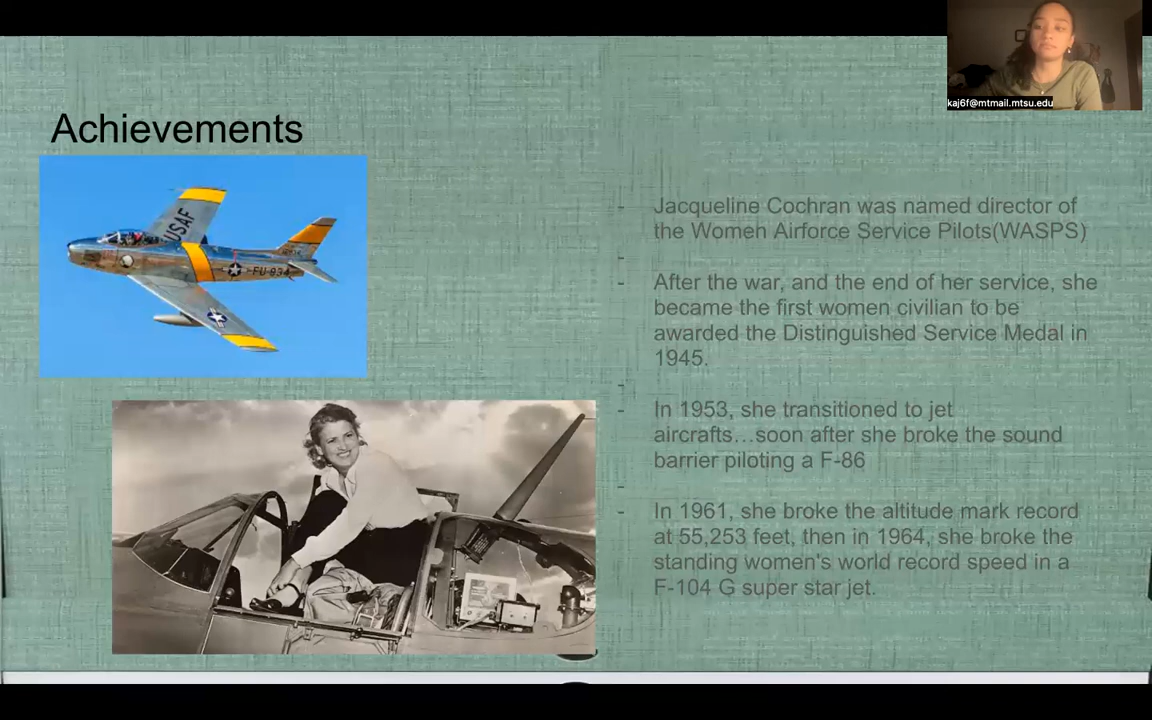 kaj6f@mtmail.mtsu.edu
Achievements
USAF
FU-934
- Jacqueline Cochran was named director of
the Women Airforce Service Pilots(WASPS)
-
- After the war, and the end of her service, she
became the first women civilian to be
awarded the Distinguished Service Medal in
1945.
-
- In 1953, she transitioned to jet
aircrafts…soon after she broke the sound
barrier piloting a F-86
-
- In 1961, she broke the altitude mark record
at 55,253 feet, then in 1964, she broke the
standing women's world record speed in a
F-104 G super star jet.